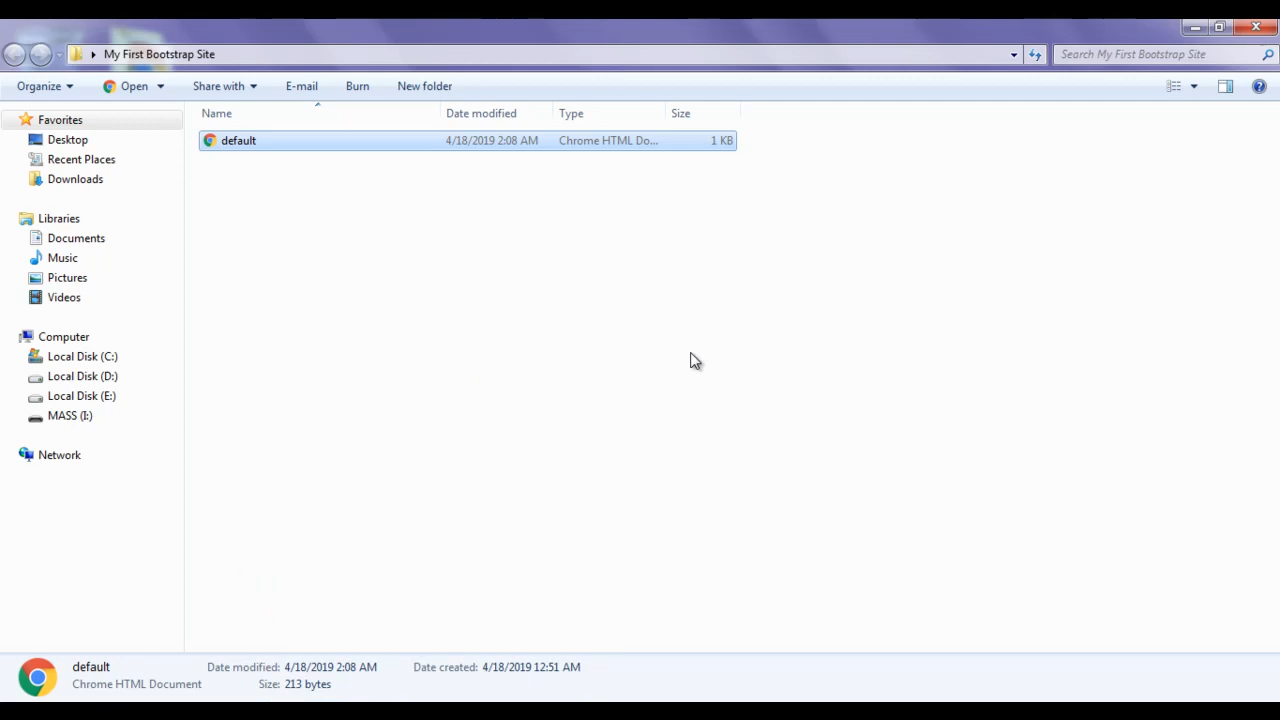 My First Bootstrap Site
Search My First Bootstrap Site
Organize Open Share with E-mail Burn New folder
Name Date modified Type Size
default 4/18/2019 2:08 AM Chrome HTML Do... 1 KB
Favorites
Desktop
Recent Places
Downloads
Libraries
Documents
Music
Pictures
Videos
Computer
Local Disk (C:)
Local Disk (D:)
Local Disk (E:)
MASS (I:)
Network
default Date modified: 4/18/2019 2:08 AM Date created: 4/18/2019 12:51 AM
Chrome HTML Document Size: 213 bytes